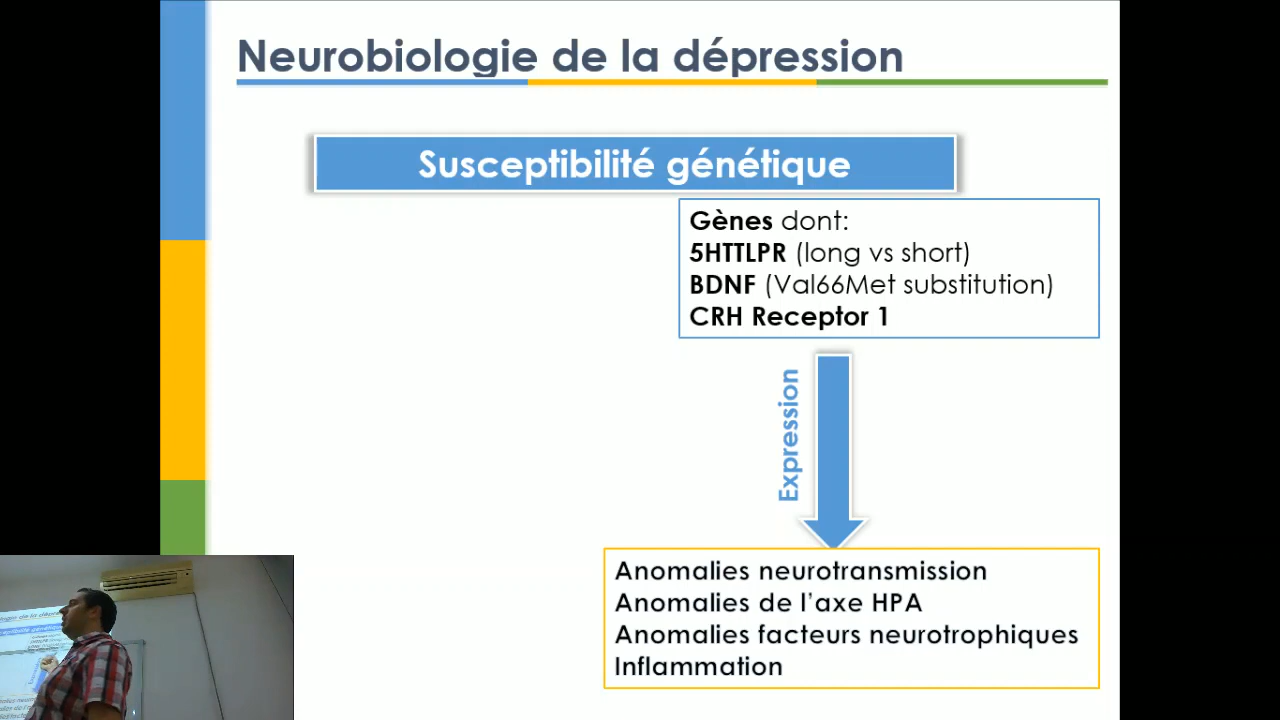 Neurobiologie de la dépression
Susceptibilité génétique
Gènes dont:
5HTTLPR (long vs short)
BDNF (Val66Met substitution)
CRH Receptor 1
Expression
Anomalies neurotransmission
Anomalies de l'axe HPA
Anomalies facteurs neurotrophiques
Inflammation